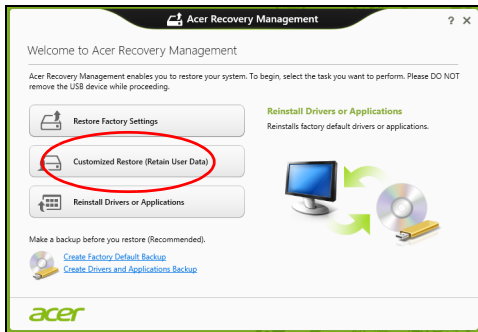 Acer Recovery Management
Welcome to Acer Recovery Management
Acer Recovery Management enables you to restore your system. To begin, select the task you want to perform. Please DO NOT
remove the USB device while proceeding.
Restore Factory Settings
Customized Restore (Retain User Data)
Reinstall Drivers or Applications
Reinstall Drivers or Applications
Reinstalls factory default drivers or applications.
Make a backup before you restore (Recommended).
Create Factory Default Backup
Create Drivers and Applications Backup
acer